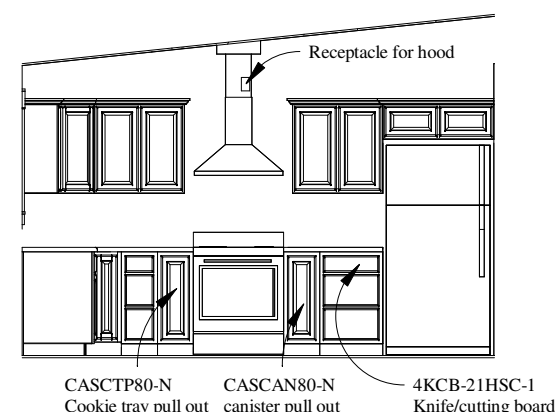 Receptacle for hood
CASCTP80-N
Cookie tray pull out
CASCAN80-N
canister pull out
4KCB-21HSC-1
Knife/cutting board